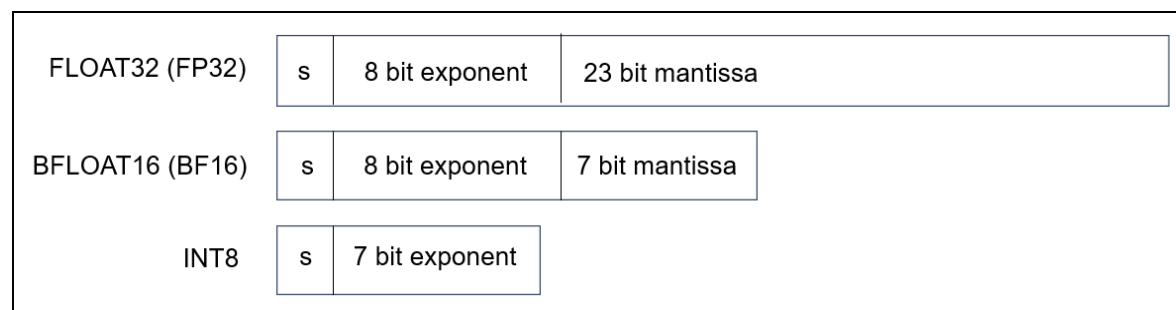 FLOAT32 (FP32) s 8 bit exponent 23 bit mantissa
BFLOAT16 (BF16) s 8 bit exponent 7 bit mantissa
INT8 s 7 bit exponent